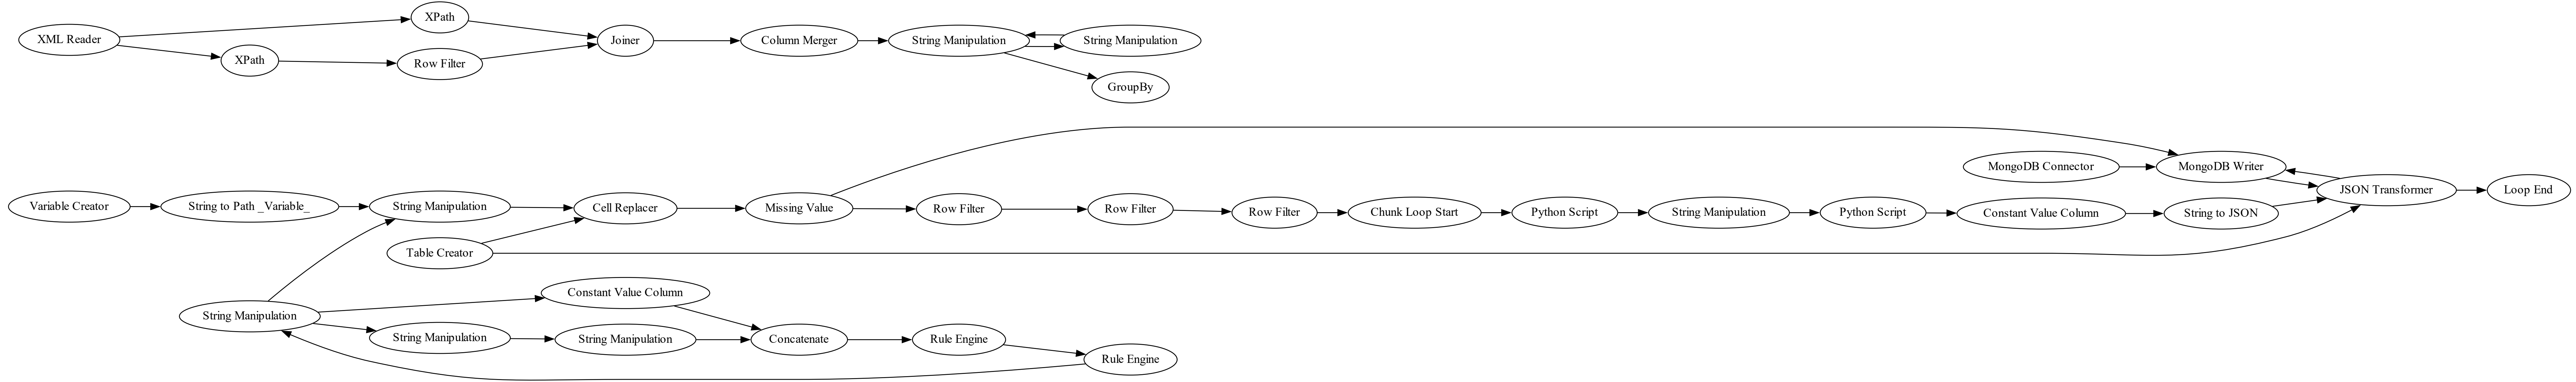 XML Reader
XPath
XPath
Row Filter
Joiner
Column Merger
String Manipulation
String Manipulation
GroupBy
Variable Creator
String to Path _Variable_
String Manipulation
Table Creator
Cell Replacer
Missing Value
Row Filter
Row Filter
Row Filter
Chunk Loop Start
Python Script
String Manipulation
Python Script
Constant Value Column
String to JSON
MongoDB Connector
MongoDB Writer
JSON Transformer
Loop End
String Manipulation
Constant Value Column
String Manipulation
String Manipulation
Concatenate
Rule Engine
Rule Engine